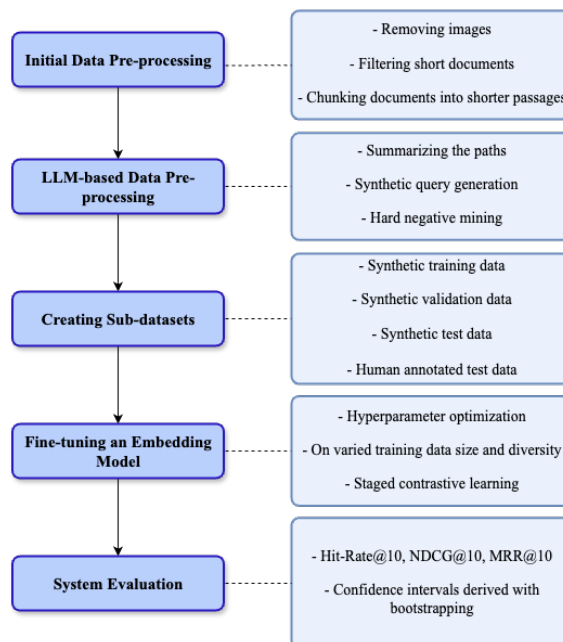 Initial Data Pre-processing
- Removing images
- Filtering short documents
- Chunking documents into shorter passages
LLM-based Data Pre-
processing
- Summarizing the paths
- Synthetic query generation
- Hard negative mining
Creating Sub-datasets
- Synthetic training data
- Synthetic validation data
- Synthetic test data
- Human annotated test data
Fine-tuning an Embedding
Model
- Hyperparameter optimization
- On varied training data size and diversity
- Staged contrastive learning
System Evaluation
- Hit-Rate@10, NDCG@10, MRR@10
- Confidence intervals derived with
bootstrapping